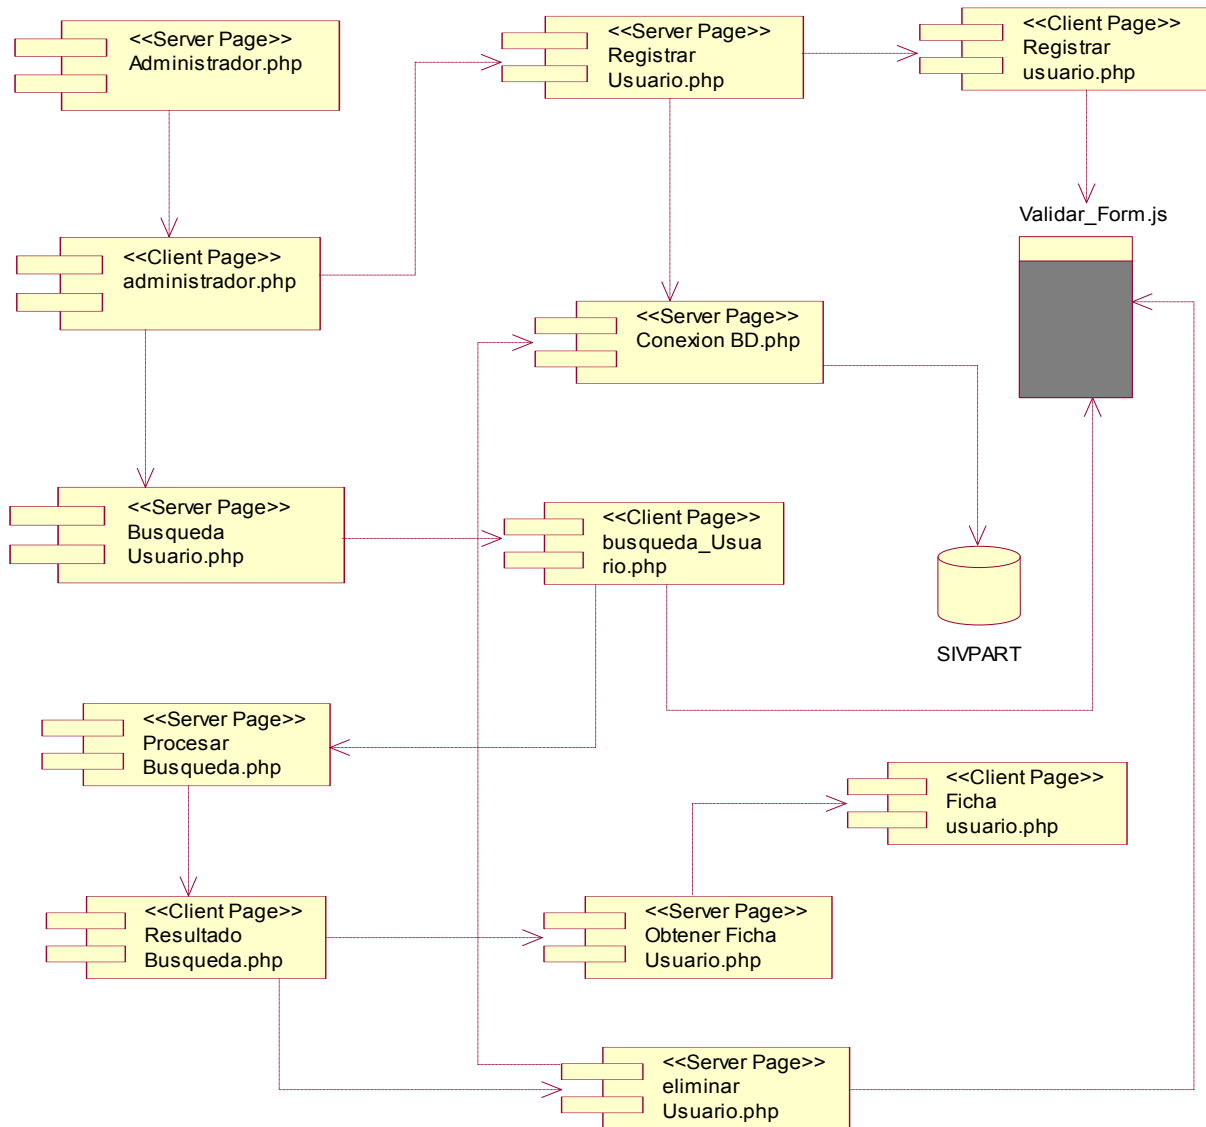 <<Server Page>>
Administrador.php
<<Server Page>>
Registrar
Usuario.php
<<Client Page>>
Registrar
usuario.php
Validar_Form.js
<<Client Page>>
administrador.php
<<Server Page>>
Conexion BD.php
<<Server Page>>
Busqueda
Usuario.php
<<Client Page>>
busqueda_Usua
rio.php
SIVPART
<<Server Page>>
Procesar
Busqueda.php
<<Client Page>>
Ficha
usuario.php
<<Client Page>>
Resultado
Busqueda.php
<<Server Page>>
Obtener Ficha
Usuario.php
<<Server Page>>
eliminar
Usuario.php